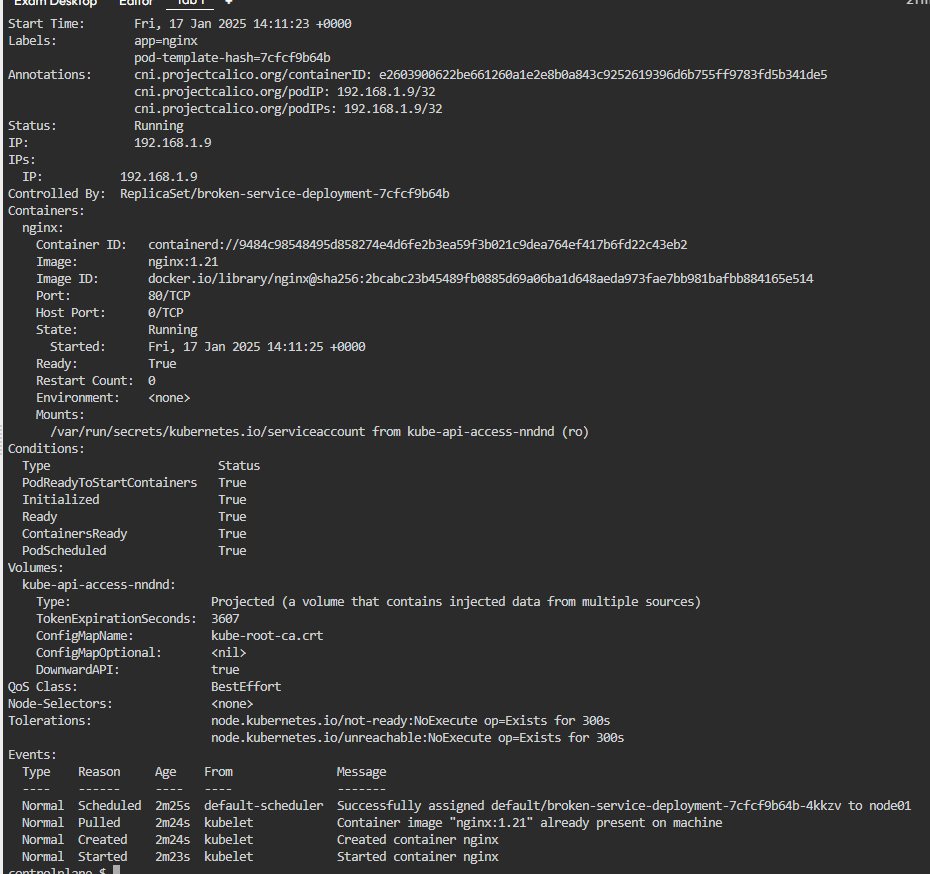 Exam Desktop Editor Tab 1 +
Start Time: Fri, 17 Jan 2025 14:11:23 +0000
Labels: app=nginx
pod-template-hash=7cfcf9b64b
Annotations: cni.projectcalico.org/containerID: e2603900622be661260a1e2e8b0a843c9252619396d6b755ff9783fd5b341de5
cni.projectcalico.org/podIP: 192.168.1.9/32
cni.projectcalico.org/podIPs: 192.168.1.9/32
Status: Running
IP: 192.168.1.9
IPs:
IP: 192.168.1.9
Controlled By: ReplicaSet/broken-service-deployment-7cfcf9b64b
Containers:
nginx:
Container ID: containerd://9484c98548495d858274e4d6fe2b3ea59f3b021c9dea764ef417b6fd22c43eb2
Image: nginx:1.21
Image ID: docker.io/library/nginx@sha256:2bcabc23b45489fb0885d69a06ba1d648aeda973fae7bb981bafbb884165e514
Port: 80/TCP
Host Port: 0/TCP
State: Running
Started: Fri, 17 Jan 2025 14:11:25 +0000
Ready: True
Restart Count: 0
Environment: <none>
Mounts:
/var/run/secrets/kubernetes.io/serviceaccount from kube-api-access-nndnd (ro)
Conditions:
Type Status
PodReadyToStartContainers True
Initialized True
Ready True
ContainersReady True
PodScheduled True
Volumes:
kube-api-access-nndnd:
Type: Projected (a volume that contains injected data from multiple sources)
TokenExpirationSeconds: 3607
ConfigMapName: kube-root-ca.crt
ConfigMapOptional: <nil>
DownwardAPI: true
QoS Class: BestEffort
Node-Selectors: <none>
Tolerations: node.kubernetes.io/not-ready:NoExecute op=Exists for 300s
node.kubernetes.io/unreachable:NoExecute op=Exists for 300s
Events:
Type Reason Age From Message
---- ------ ---- ---- -------
Normal Scheduled 2m25s default-scheduler Successfully assigned default/broken-service-deployment-7cfcf9b64b-4kkzv to node01
Normal Pulled 2m24s kubelet Container image "nginx:1.21" already present on machine
Normal Created 2m24s kubelet Created container nginx
Normal Started 2m23s kubelet Started container nginx
controlplane $